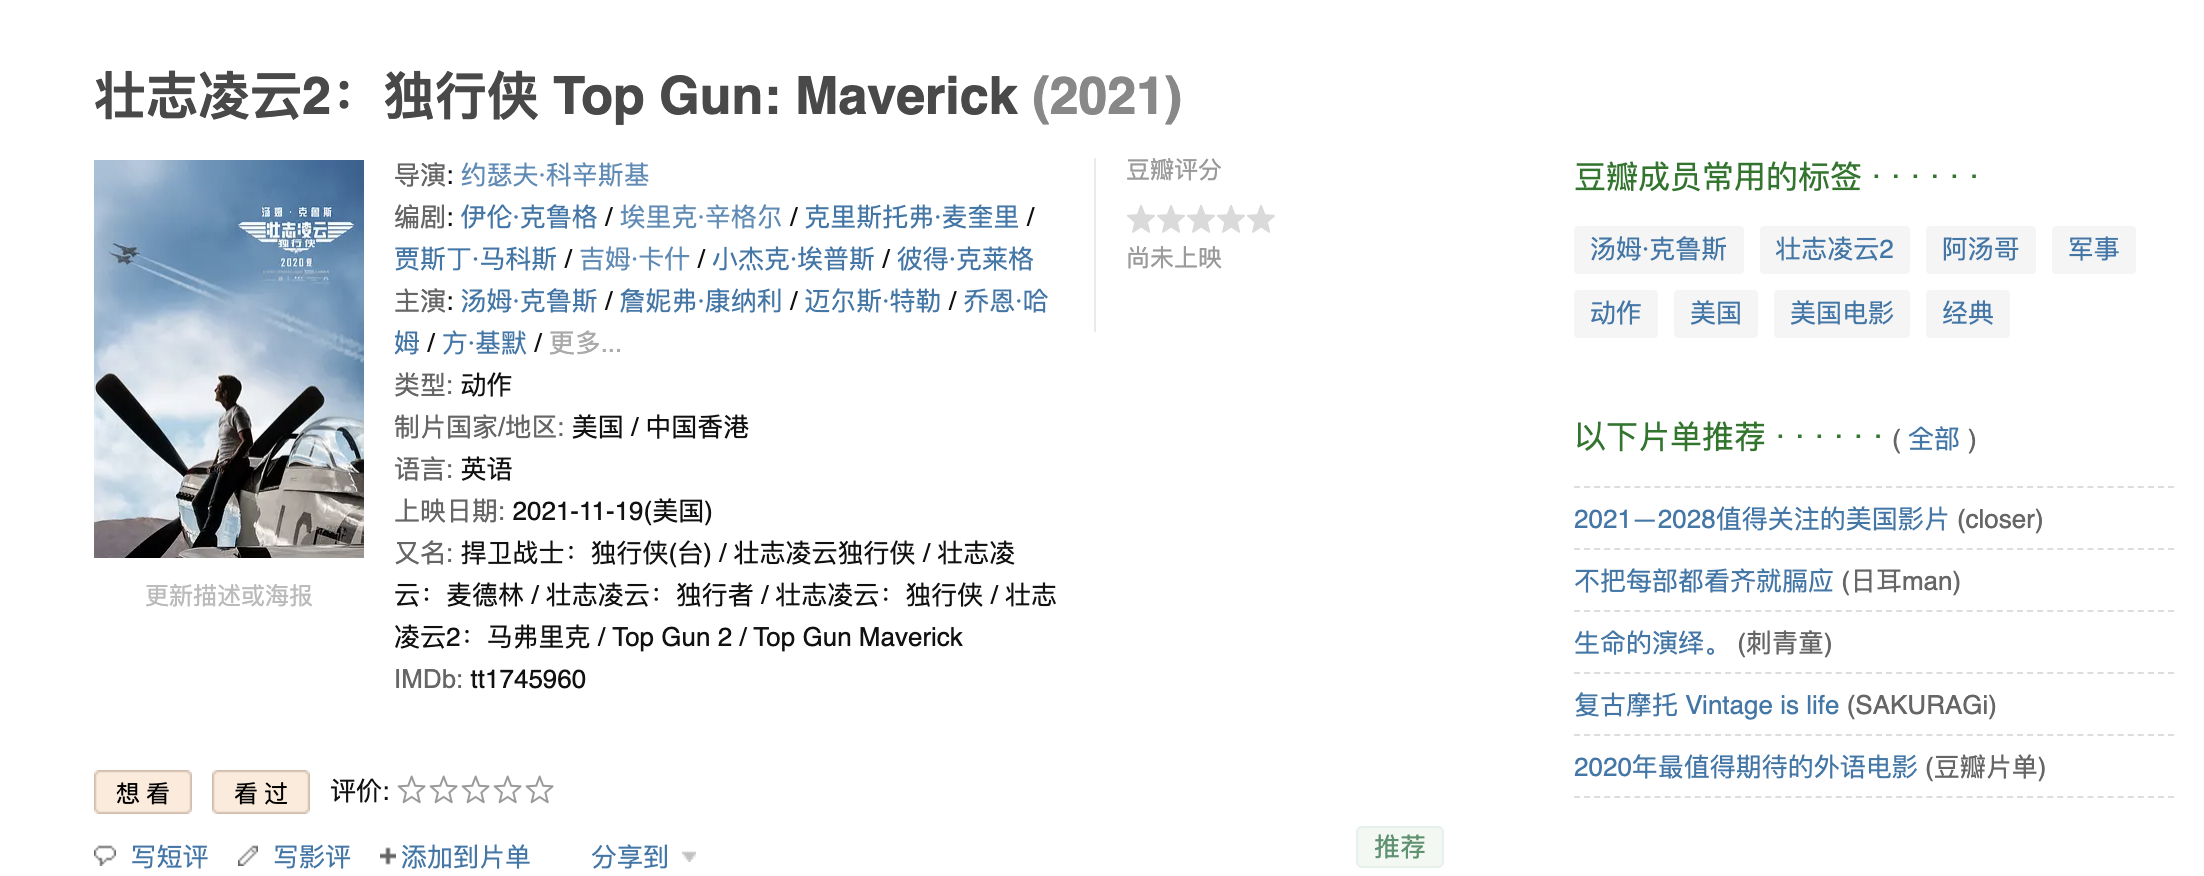 壮志凌云2：独行侠 Top Gun: Maverick (2021)
汤姆·克鲁斯
壮志凌云
独行侠
2020夏
更新描述或海报
导演: 约瑟夫·科辛斯基
编剧: 伊伦·克鲁格 / 埃里克·辛格尔 / 克里斯托弗·麦奎里 /
贾斯丁·马科斯 / 吉姆·卡什 / 小杰克·埃普斯 / 彼得·克莱格
主演: 汤姆·克鲁斯 / 詹妮弗·康纳利 / 迈尔斯·特勒 / 乔恩·哈
姆 / 方·基默 / 更多...
类型: 动作
制片国家/地区: 美国 / 中国香港
语言: 英语
上映日期: 2021-11-19(美国)
又名: 捍卫战士：独行侠(台) / 壮志凌云独行侠 / 壮志凌
云：麦德林 / 壮志凌云：独行者 / 壮志凌云：独行侠 / 壮志
凌云2：马弗里克 / Top Gun 2 / Top Gun Maverick
IMDb: tt1745960
豆瓣评分
尚未上映
想看 看过 评价:
写短评 写影评 +添加到片单 分享到
推荐
豆瓣成员常用的标签 · · · · · ·
汤姆·克鲁斯 壮志凌云2 阿汤哥 军事
动作 美国 美国电影 经典
以下片单推荐 · · · · · · ( 全部 )
2021—2028值得关注的美国影片 (closer)
不把每部都看齐就膈应 (日耳man)
生命的演绎。 (刺青童)
复古摩托 Vintage is life (SAKURAGi)
2020年最值得期待的外语电影 (豆瓣片单)